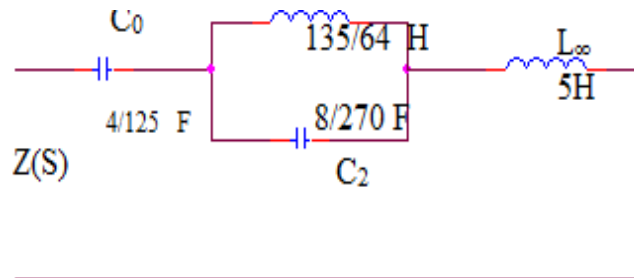 C₀
135/64 H
L∞
5H
4/125 F
8/270 F
Z(S)
C₂